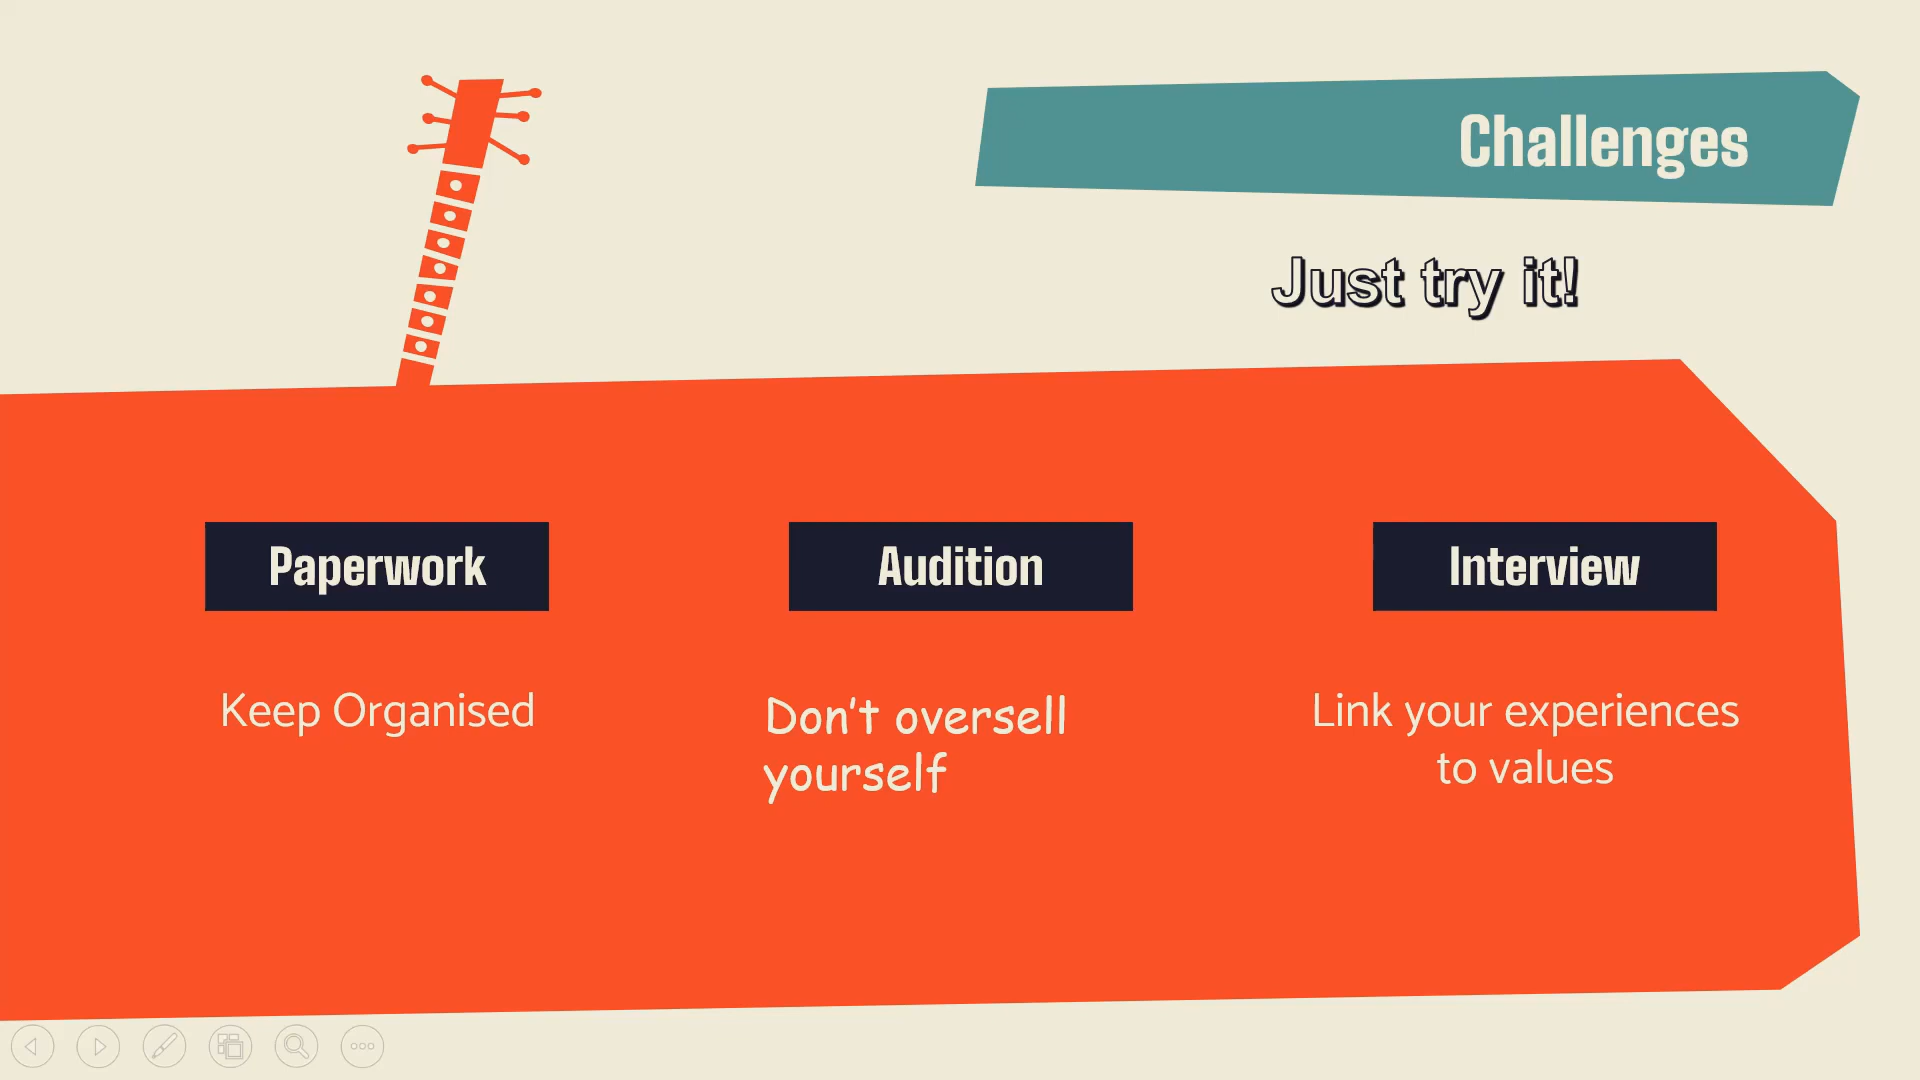 Challenges
Just try it!
Paperwork
Keep Organised
Audition
Don't oversell
yourself
Interview
Link your experiences
to values